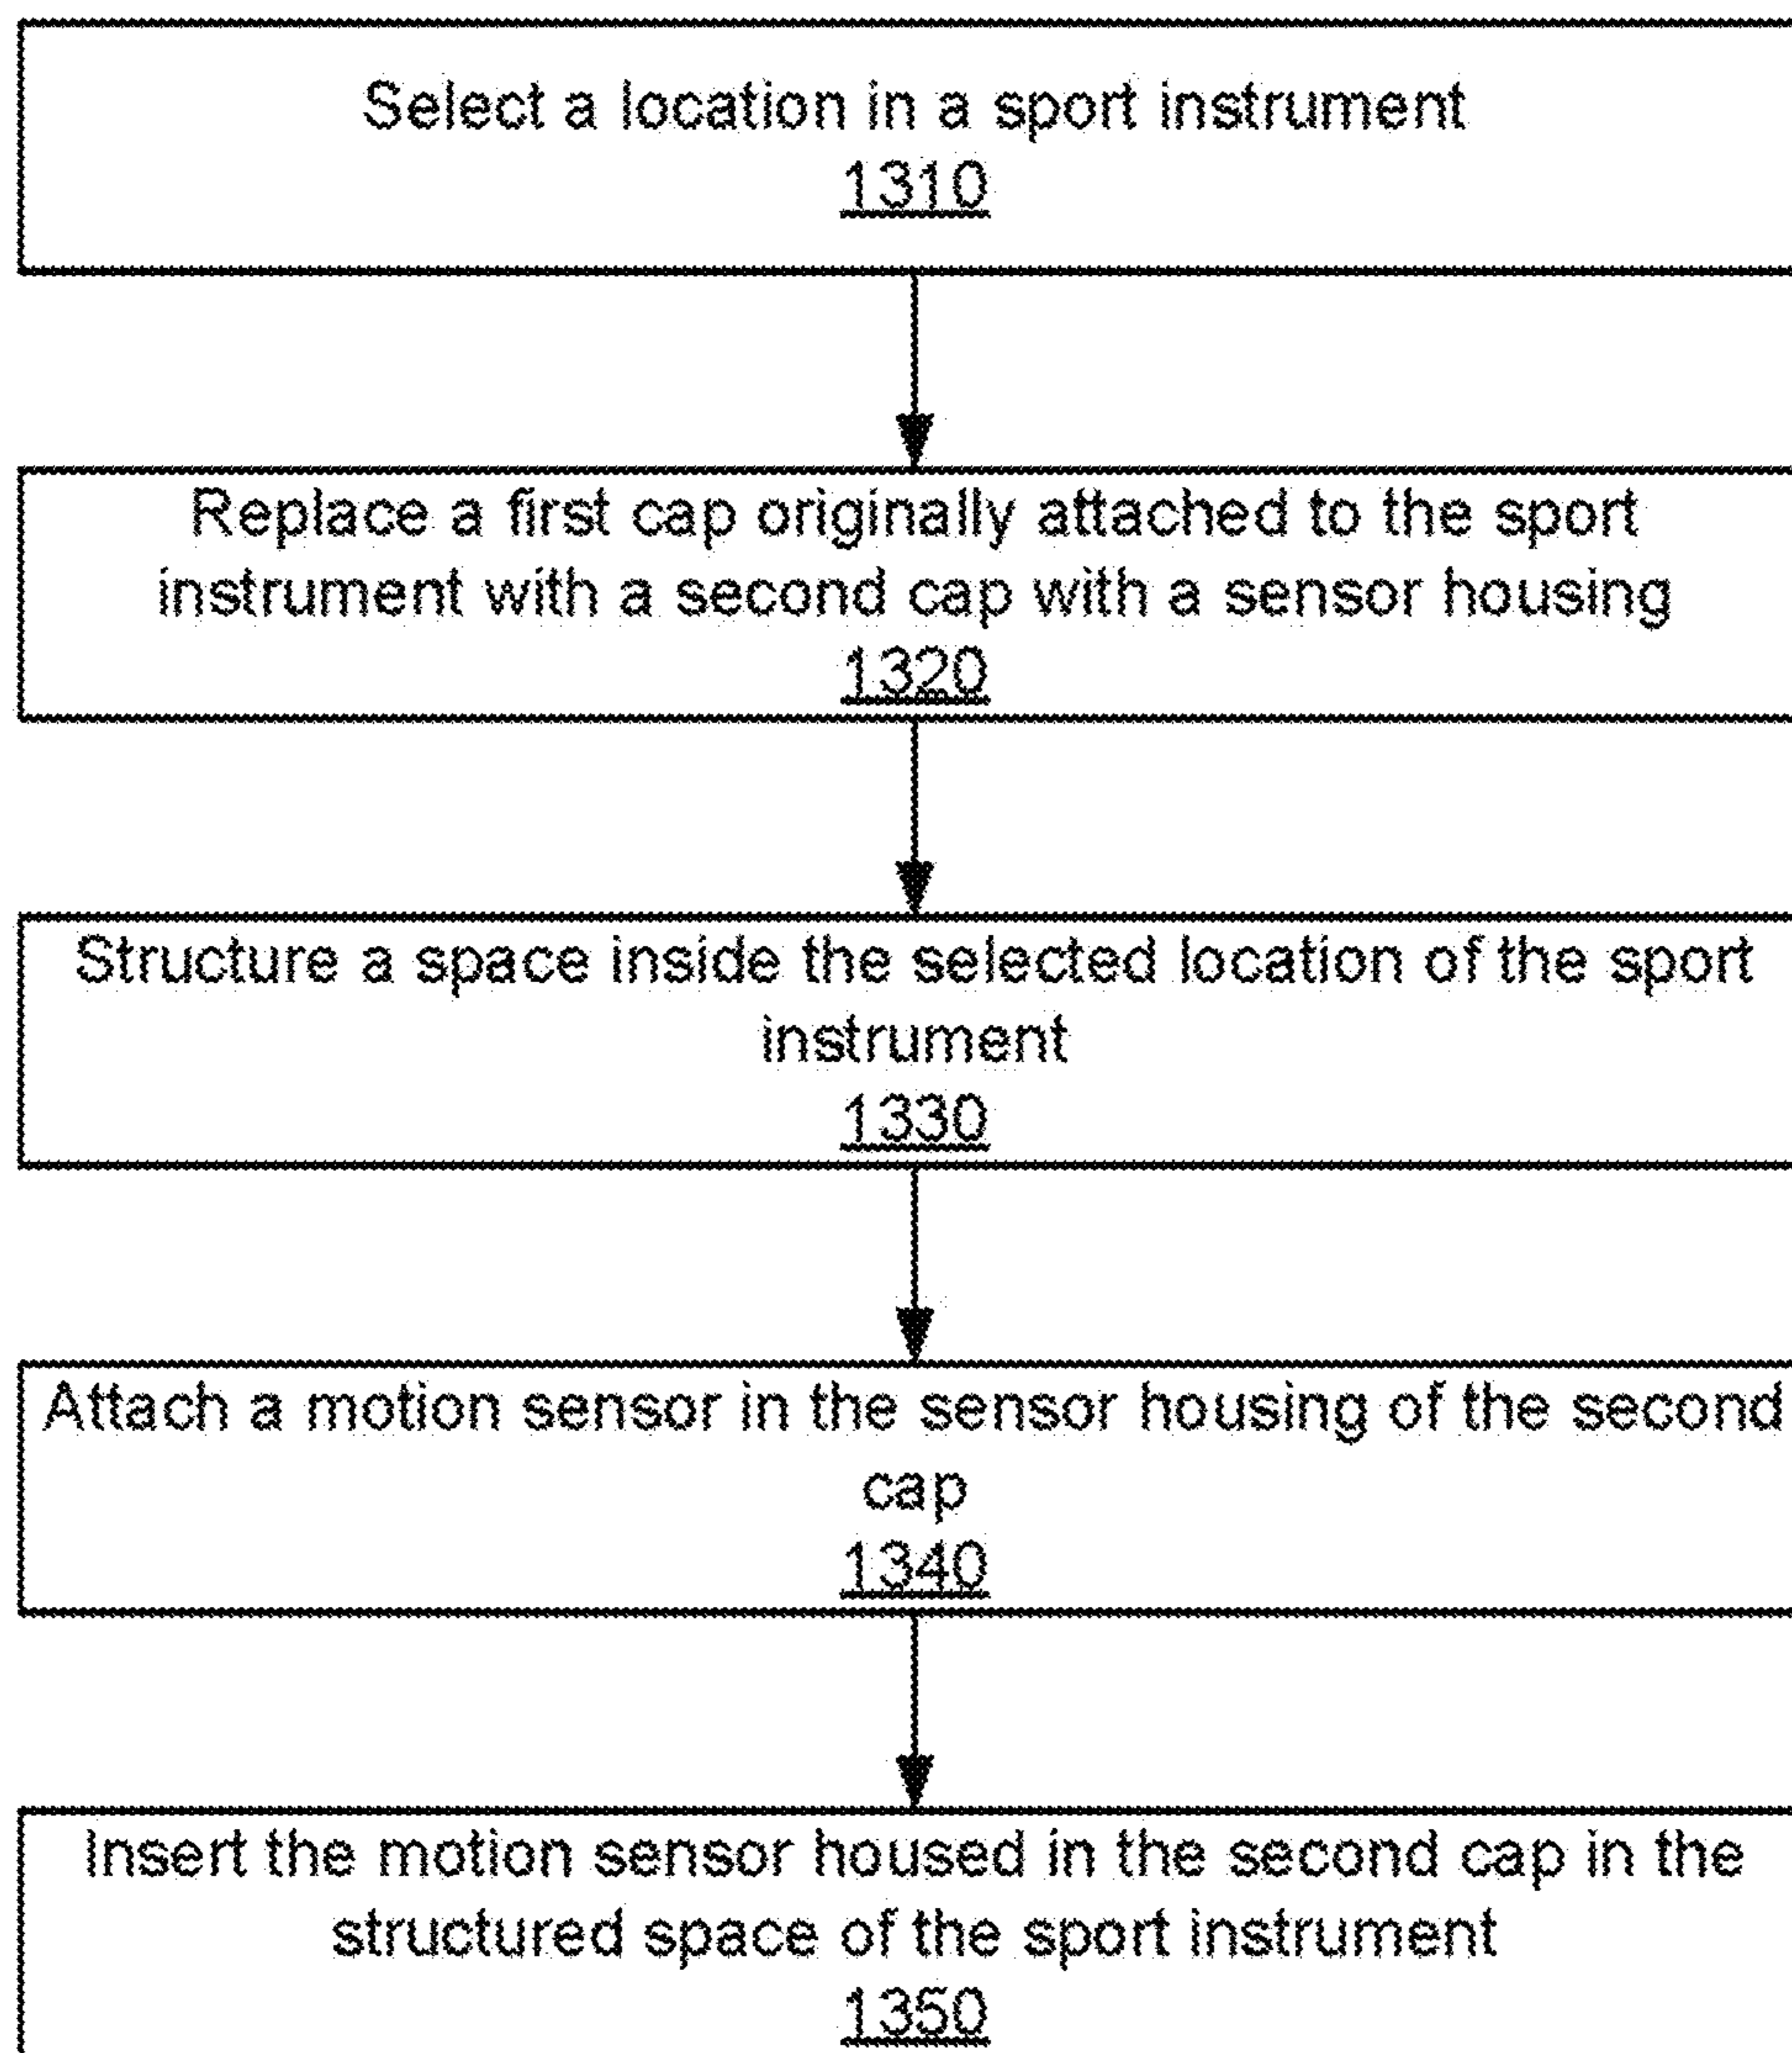 Select a location in a sport instrument
1310
Replace a first cap originally attached to the sport
instrument with a second cap with a sensor housing
1320
Structure a space inside the selected location of the sport
instrument
1330
Attach a motion sensor in the sensor housing of the second
cap
1340
Insert the motion sensor housed in the second cap in the
structured space of the sport instrument
1350